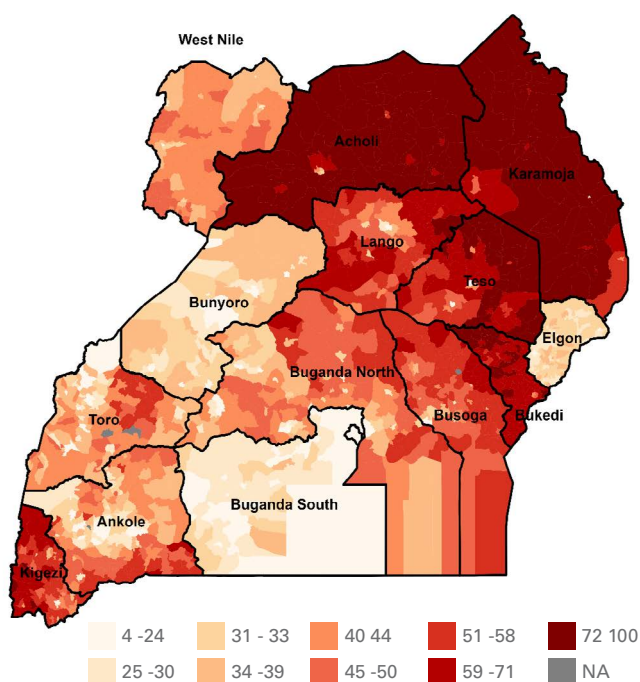 West Nile
Acholi
Karamoja
Lango
Teso
Bunyoro
Elgon
Buganda North
Toro
Busoga
Bukedi
Buganda South
Ankole
Kigezi
4 -24
31 - 33
40 44
51 -58
72 100
25 -30
34 -39
45 -50
59 -71
NA